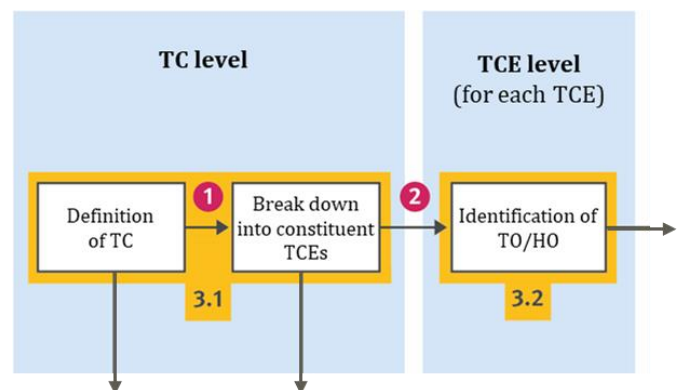 TC level
TCE level
(for each TCE)
1
2
Definition
of TC
Break down
into constituent
TCEs
Identification of
TO/HO
3.1
3.2